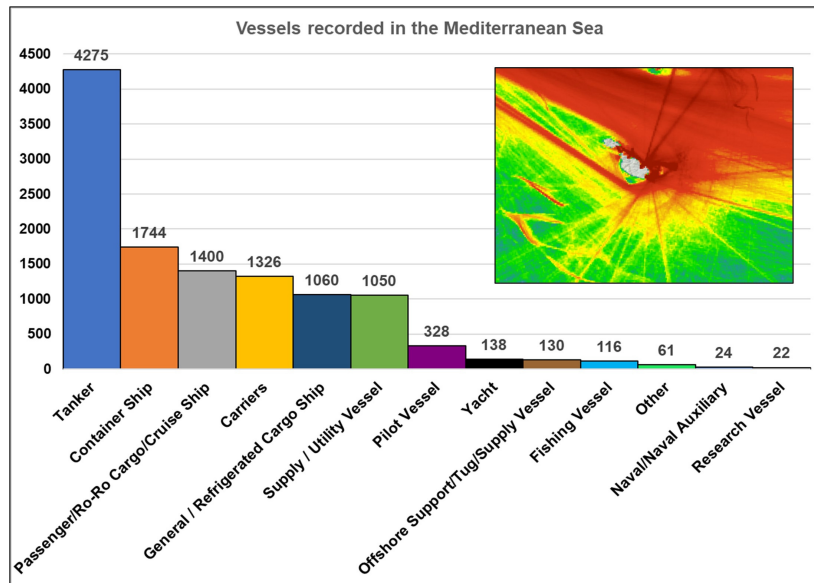 Vessels recorded in the Mediterranean Sea
4500
4000
3500
3000
2500
2000
1500
1000
500
0
4275
1744
1400
1326
1060
1050
328
138
130
116
61
24
22
Tanker
Container Ship
Passenger/Ro-Ro Cargo/Cruise Ship
Carriers
General / Refrigerated Cargo Ship
Supply / Utility Vessel
Pilot Vessel
Yacht
Offshore Support/Tug/Supply Vessel
Fishing Vessel
Other
Naval/Naval Auxiliary
Research Vessel